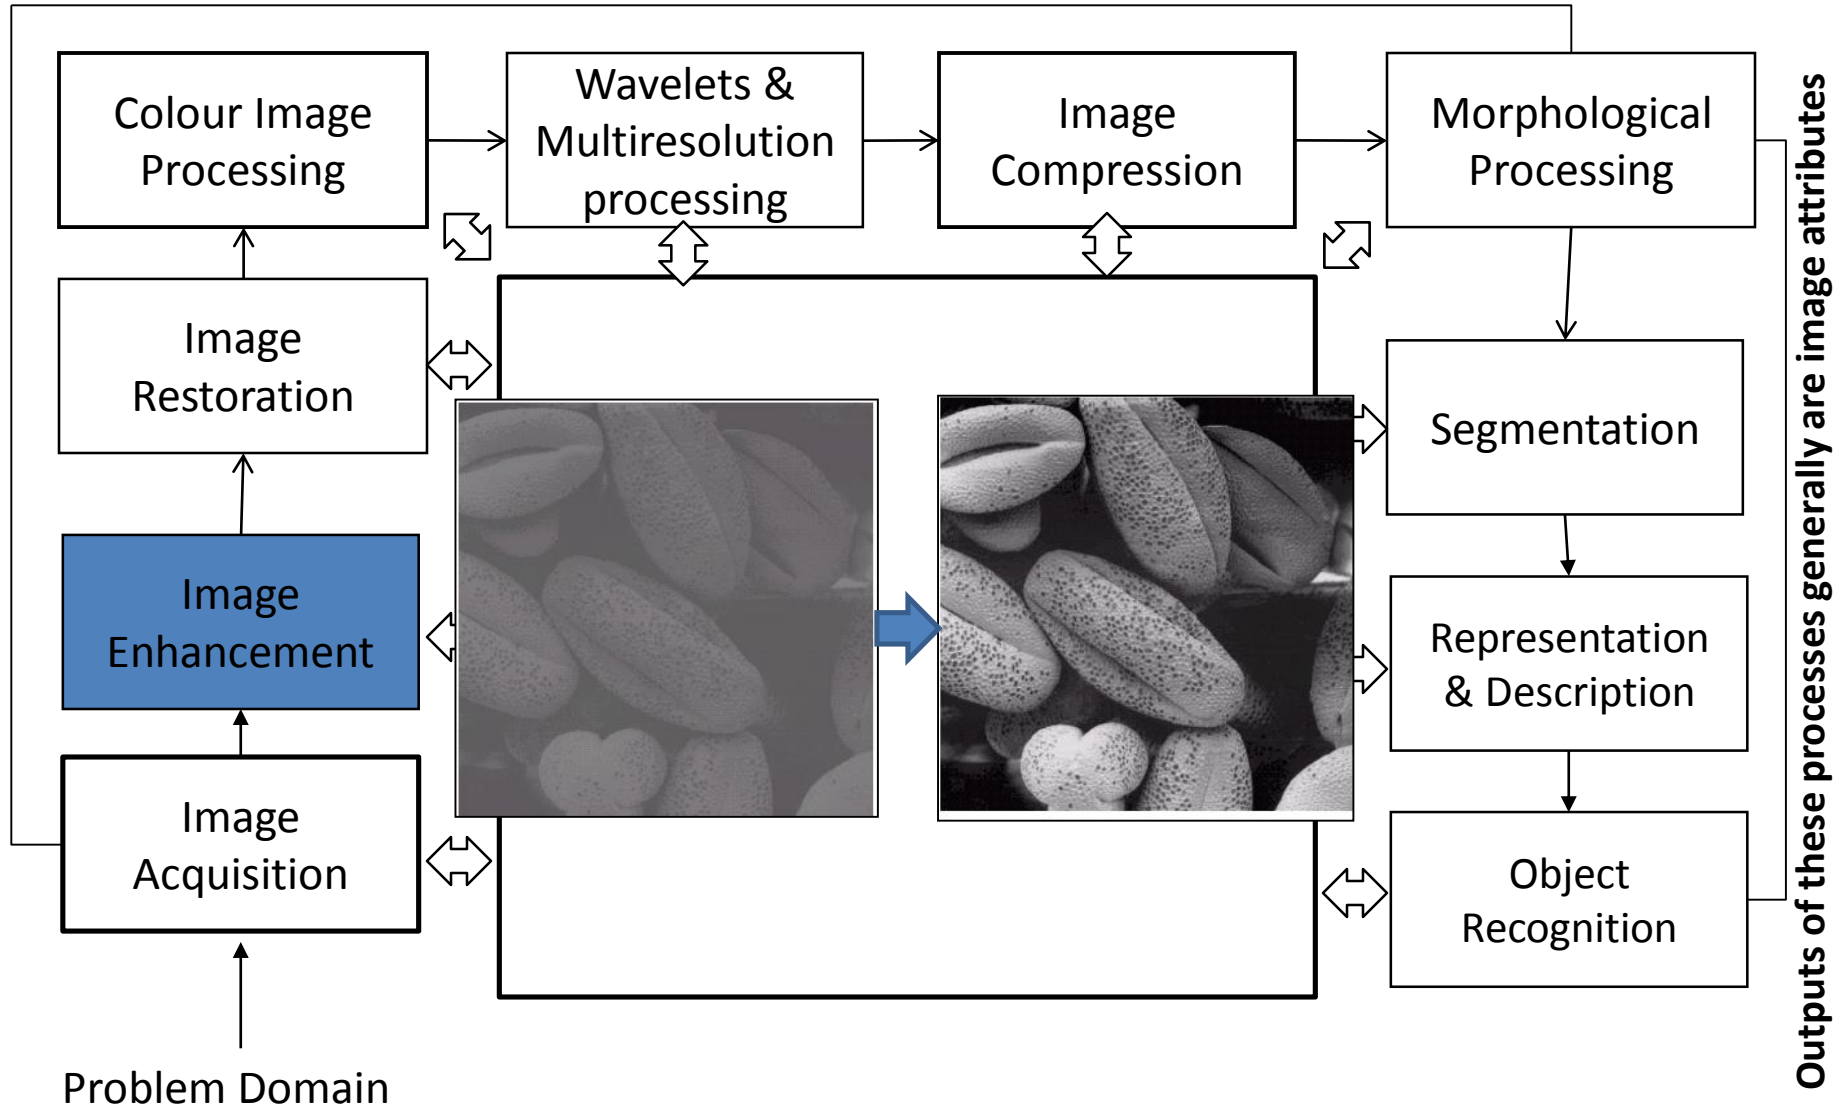 Colour Image
Processing
Wavelets &
Multiresolution
processing
Image
Compression
Morphological
Processing
Image
Restoration
Segmentation
Image
Enhancement
Representation
& Description
Image
Acquisition
Object
Recognition
Problem Domain
Outputs of these processes generally are image attributes